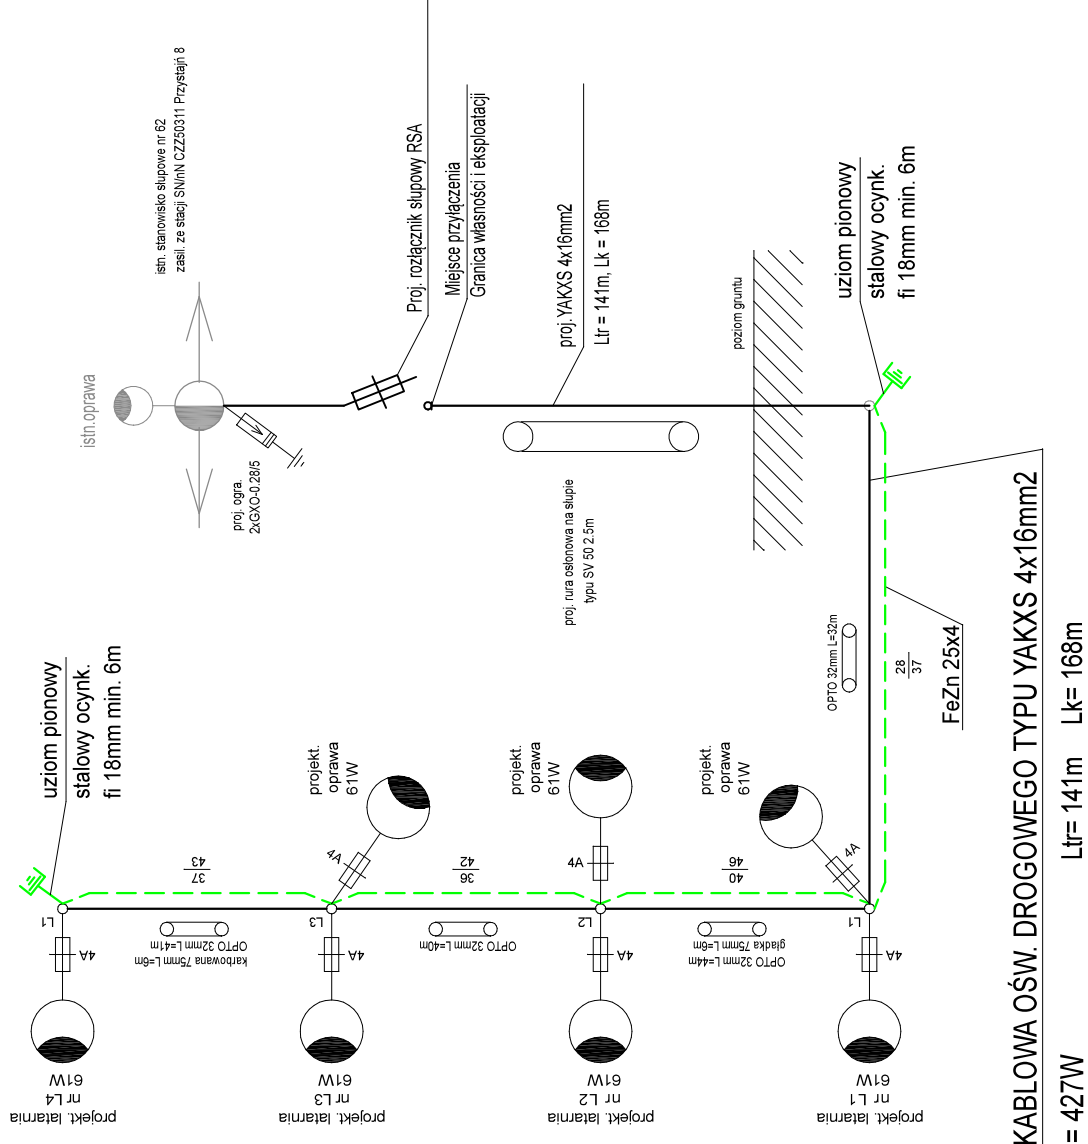 istn. stanowisko słupowe nr 62
zasil. ze stacji SN/nN CZZ50311 Przystajń 8
istn.oprawa
proj. ogra.
2xGXO-0.28/5
Proj. rozłącznik słupowy RSA
Miejsce przyłączenia
Granica własności i eksploatacji
proj.YAKXS 4x16mm2
Ltr = 141m, Lk = 168m
proj. rura osłonowa na słupie
typu SV 50 2.5m
poziom gruntu
uziom pionowy
stalowy ocynk.
fi 18mm min. 6m
uziom pionowy
stalowy ocynk.
fi 18mm min. 6m
OPTO 32mm L=32m
28
37
FeZn 25x4
projekt.
oprawa
61W
4A
projekt.
oprawa
61W
4A
projekt.
oprawa
61W
4A
37
43
36
42
40
46
L1
L3
L2
L1
OPTO 32mm L=41m
karbowana 75mm L=6m
OPTO 32mm L=40m
OPTO 32mm L=44m
gładka 75mm L=6m
4A
4A
4A
4A
projekt. latarnia
nr L4
61W
projekt. latarnia
nr L3
61W
projekt. latarnia
nr L2
61W
projekt. latarnia
nr L1
61W
KABLOWA OŚW. DROGOWEGO TYPU YAKXS 4x16mm2
Ltr= 141m Lk= 168m
= 427W